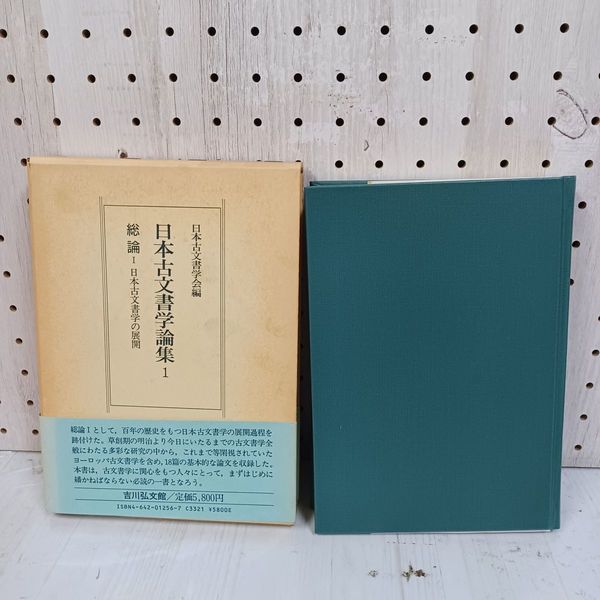 日本古文書学会編
日本古文書学論集 1
総論 I 日本古文書学の展開
総論Iとして、百年の歴史をもつ日本古文書学の展開過程を
跡付けた。草創期の明治より今日にいたるまでの古文書学全
般にわたる多彩な研究の中から、これまで等閑視されていた
ヨーロッパ古文書学を含め、18篇の基本的な論文を収録した。
本書は、古文書学に関心をもつ人々にとって、まずはじめに
繙かねばならない必読の一書となろう。
吉川弘文館/定価5,800円
ISBN4-642-01256-7 C3321 ¥5800E